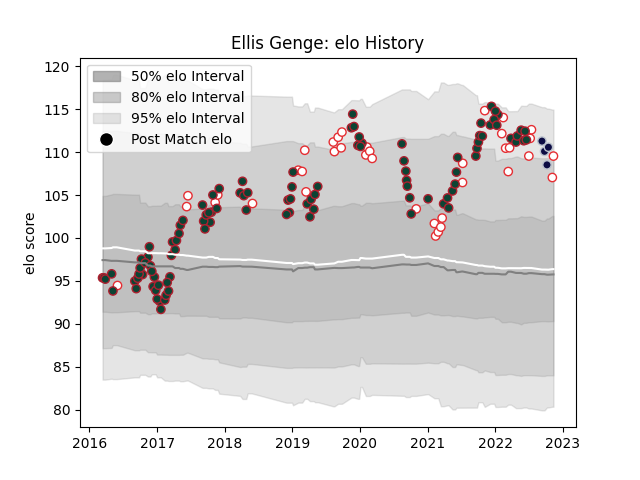 Ellis Genge: elo History
120
115
110
105
100
95
90
85
80
elo score
50% elo Interval
80% elo Interval
95% elo Interval
Post Match elo
2016 2017 2018 2019 2020 2021 2022 2023